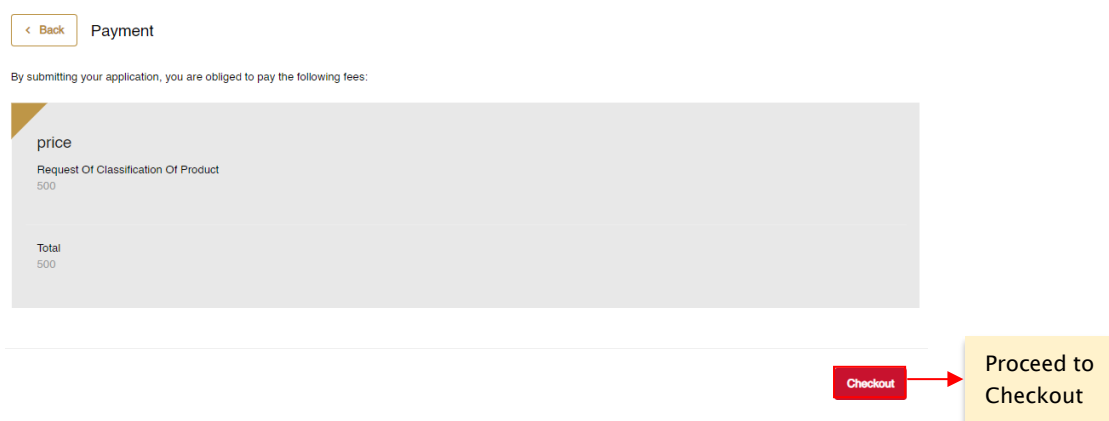 < Back Payment
By submitting your application, you are obliged to pay the following fees:
price
Request Of Classification Of Product
500
Total
500
Checkout
Proceed to
Checkout